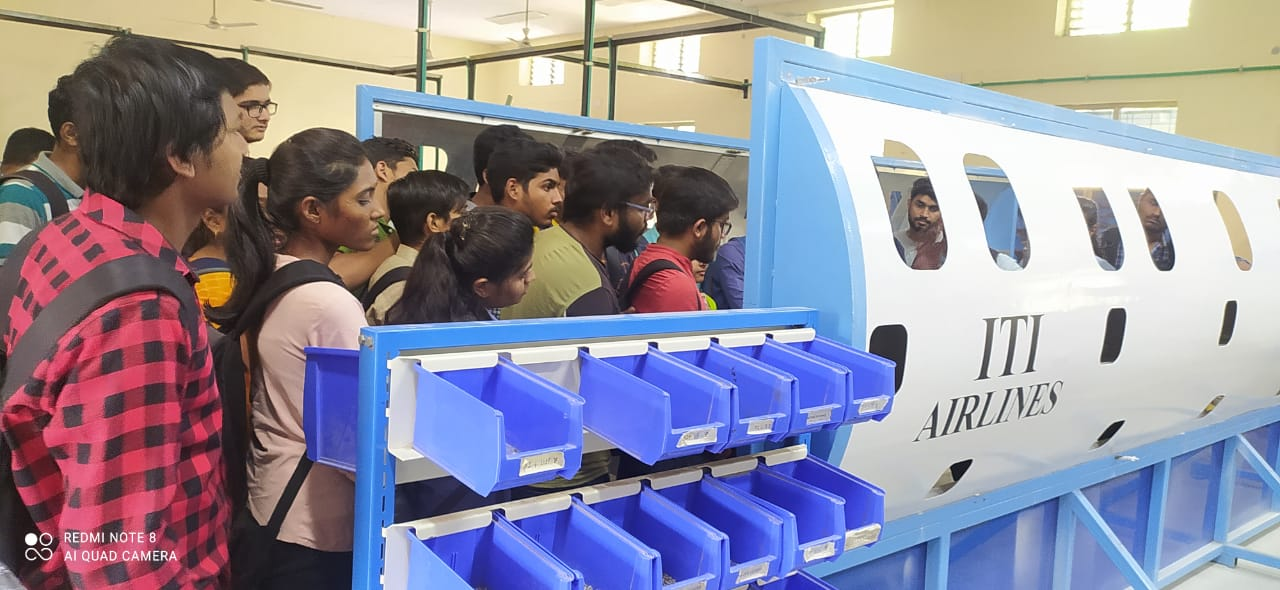 ITI
AIRLINES
REDMI NOTE 8
AI QUAD CAMERA